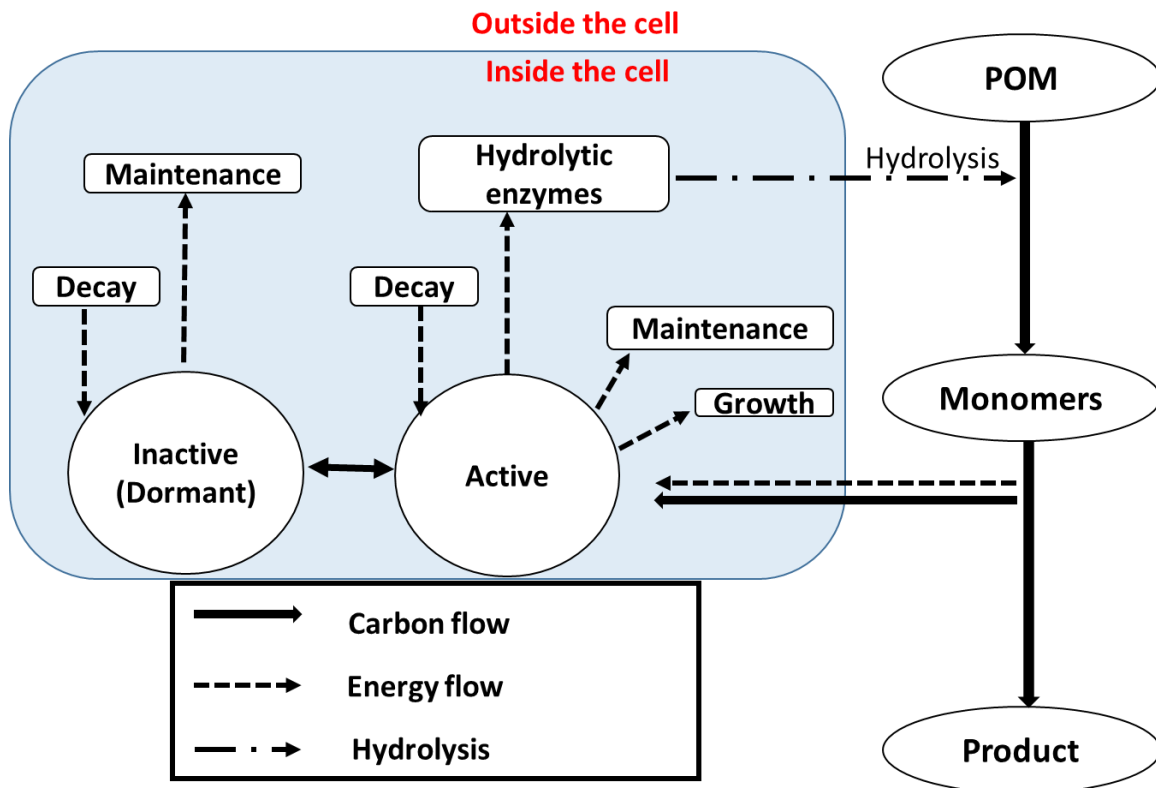 Outside the cell
Inside the cell
POM
Hydrolytic
enzymes
Hydrolysis
Maintenance
Decay
Decay
Maintenance
Growth
Monomers
Inactive
(Dormant)
Active
Carbon flow
Energy flow
Hydrolysis
Product